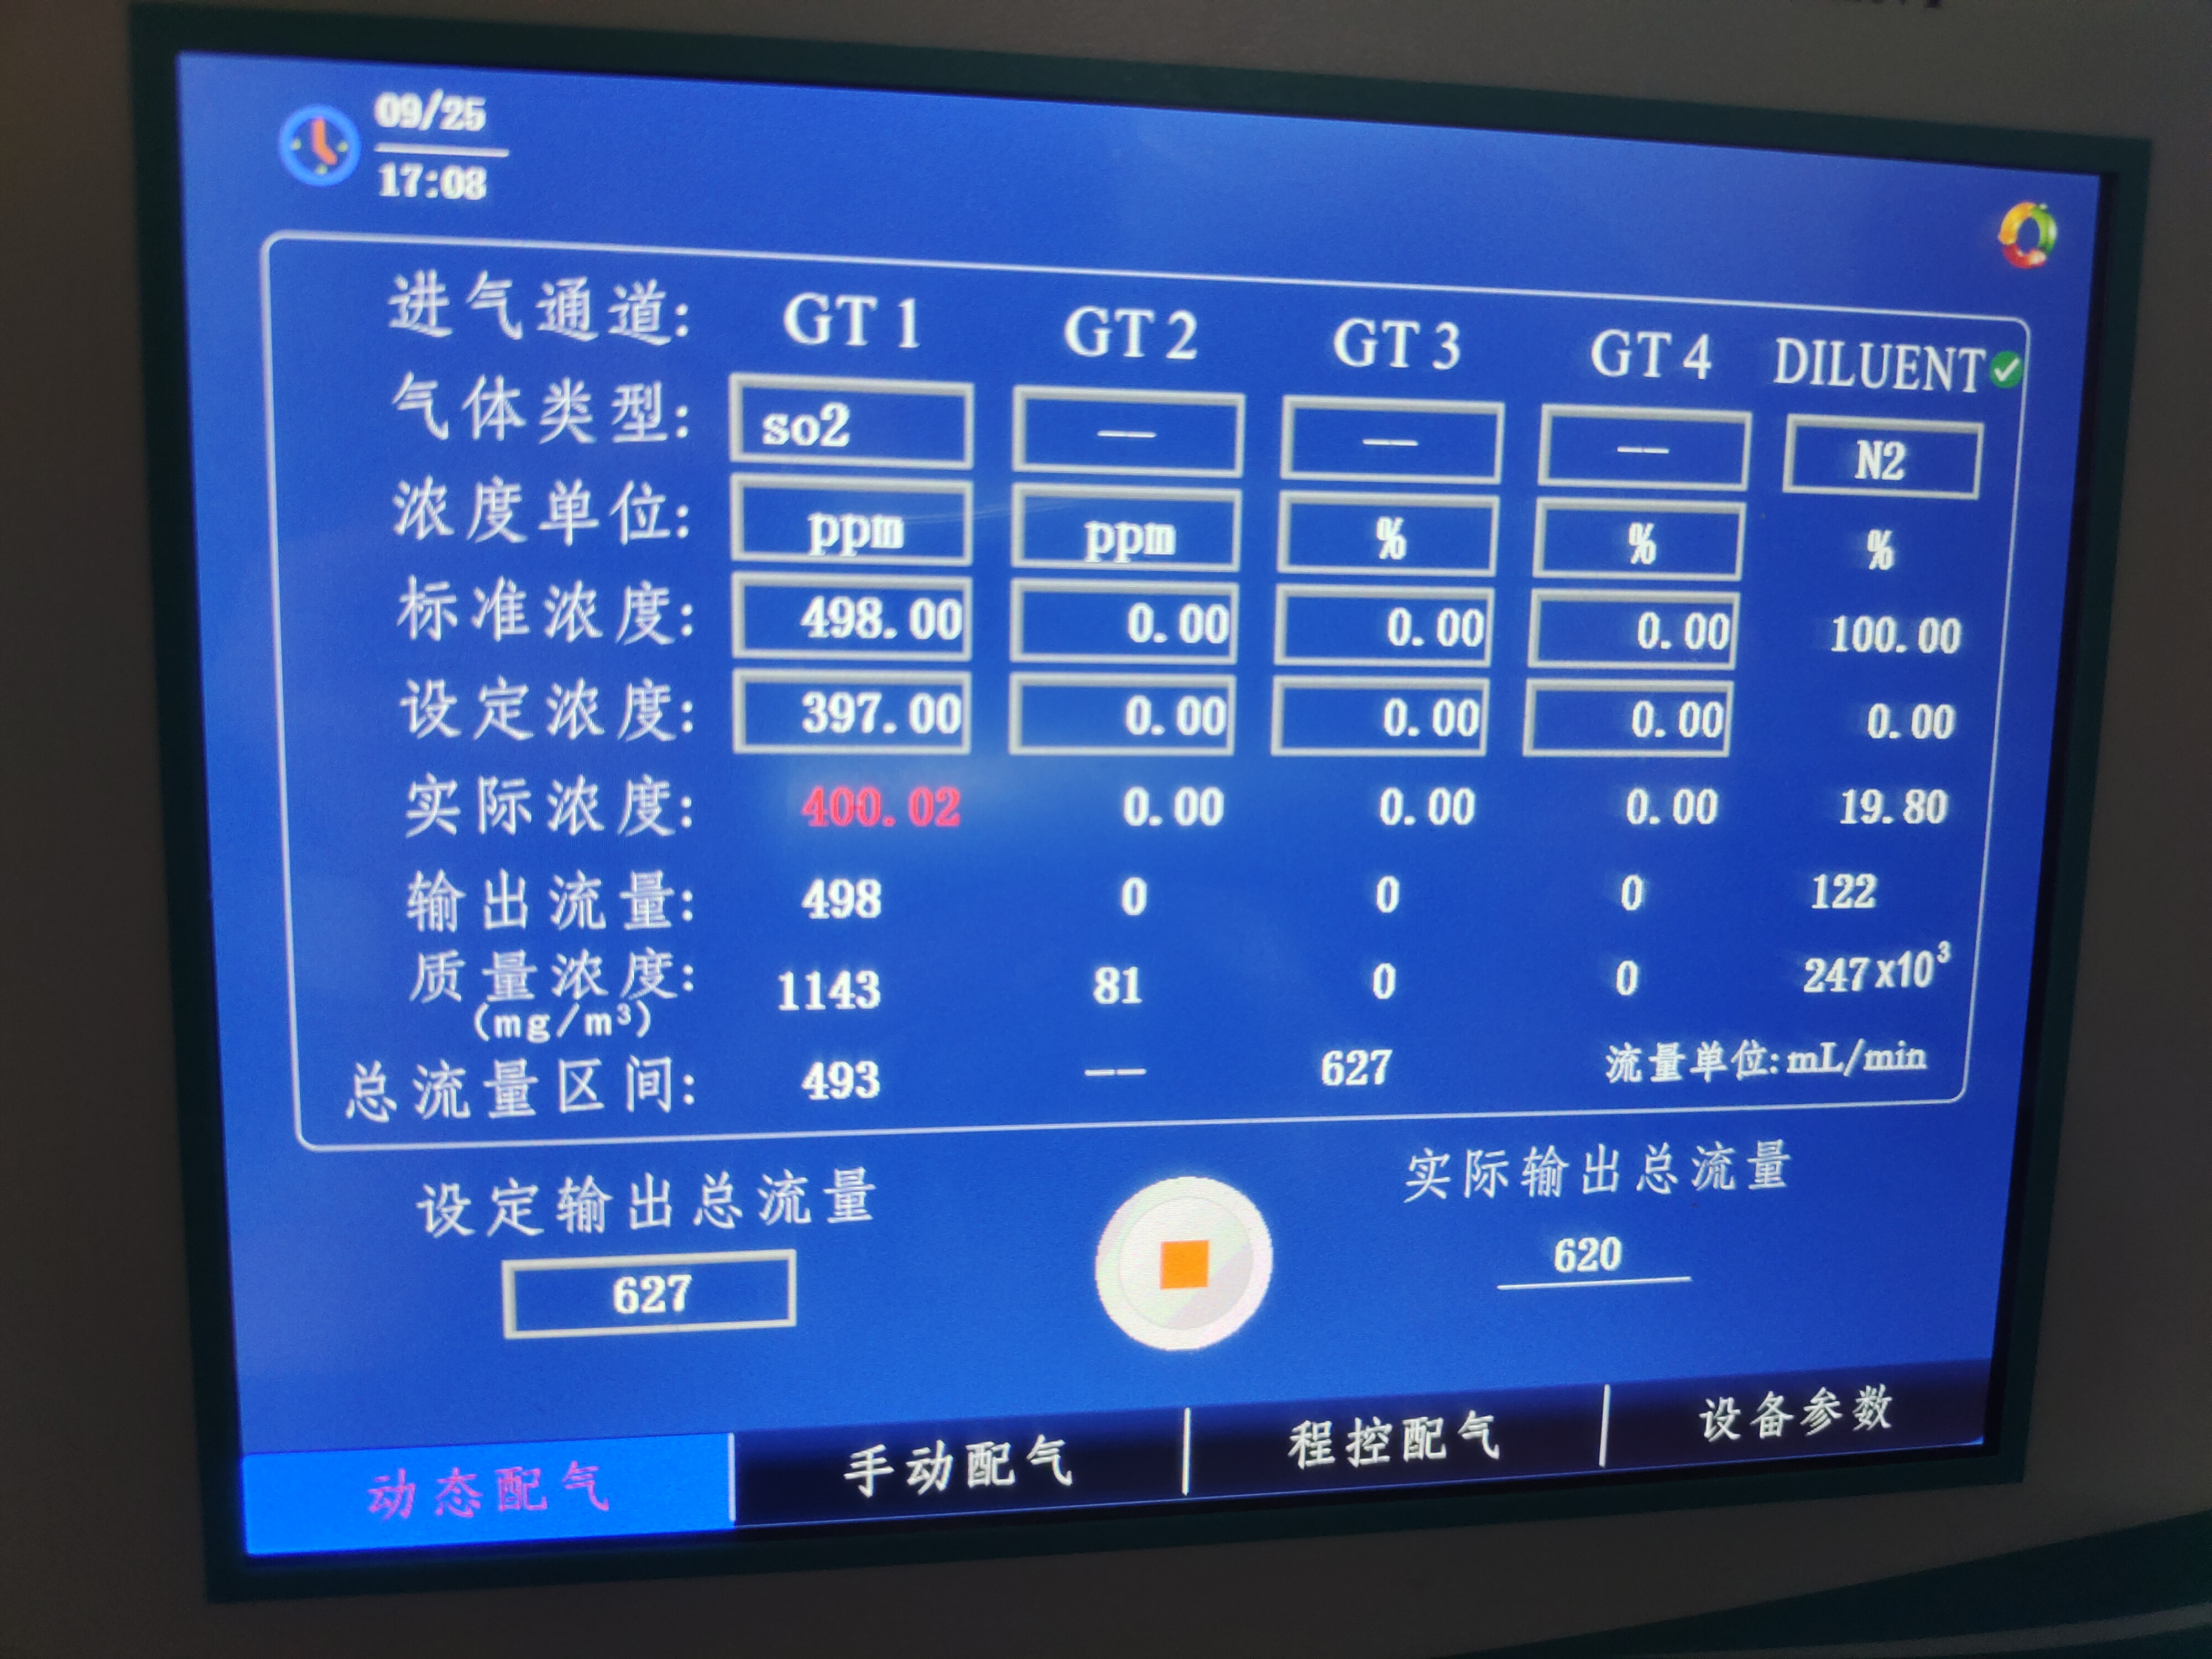 09/25
17:08
进气通道: GT 1 GT 2 GT 3 GT 4 DILUENT
气体类型: so2 -- -- -- N2
浓度单位: ppm ppm % % %
标准浓度: 498.00 0.00 0.00 0.00 100.00
设定浓度: 397.00 0.00 0.00 0.00 0.00
实际浓度: 400.02 0.00 0.00 0.00 19.80
输出流量: 498 0 0 0 122
质量浓度: 1143 81 0 0 247x10³
(mg/m³)
总流量区间: 493 -- 627 流量单位:mL/min
设定输出总流量 实际输出总流量
627 620
动态配气 手动配气 程控配气 设备参数